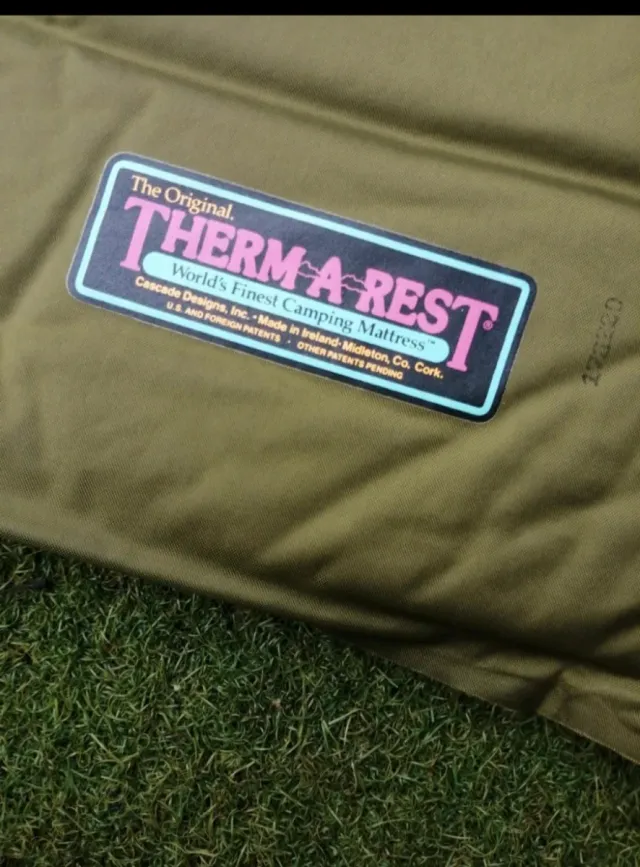 The Original.
THERM-A-REST®
World's Finest Camping Mattress™
Cascade Designs, Inc. • Made in Ireland-Midleton, Co. Cork.
U.S. AND FOREIGN PATENTS • OTHER PATENTS PENDING